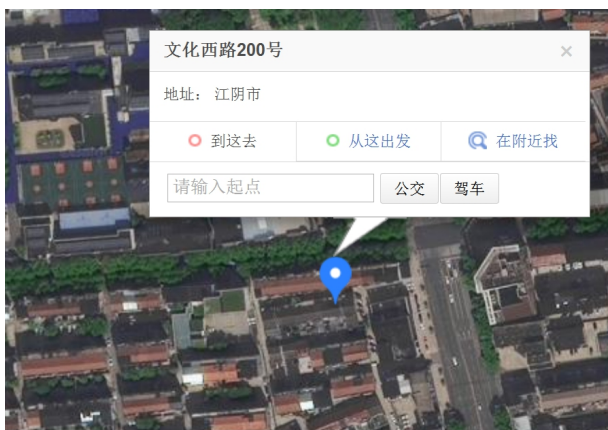 文化西路200号
地址： 江阴市
到这去
从这出发
在附近找
请输入起点
公交
驾车